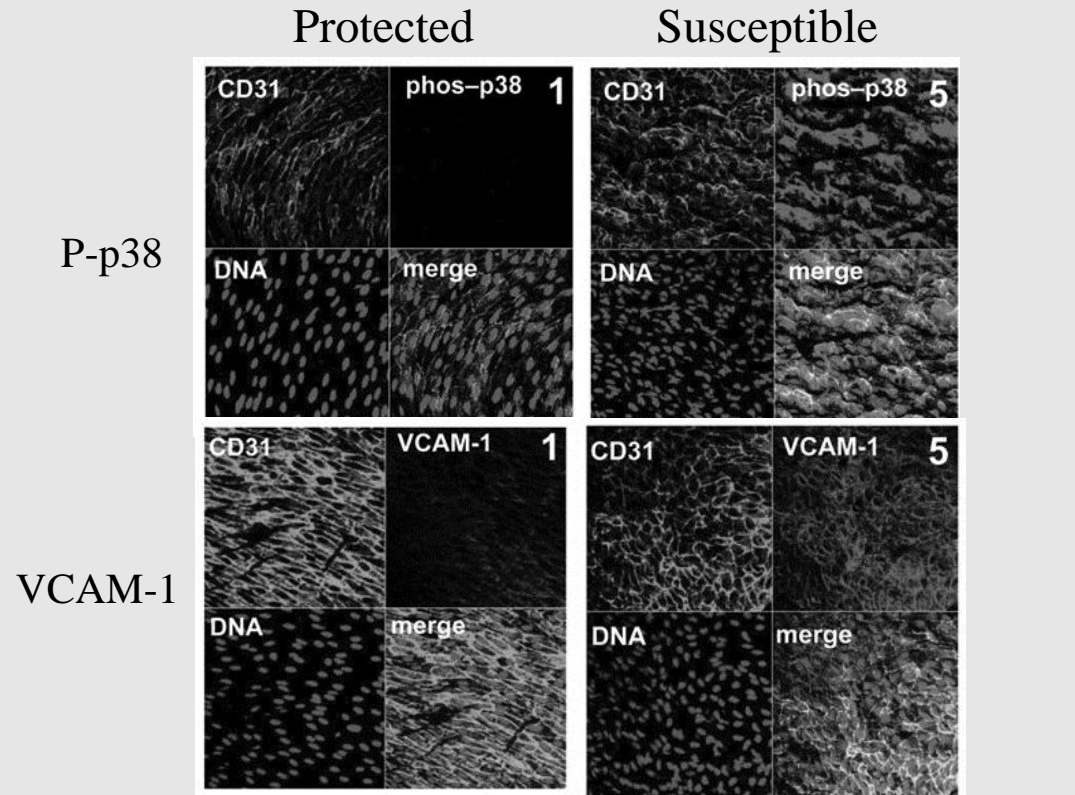 Protected Susceptible
CD31 phos–p38 1 CD31 phos–p38 5
P-p38
DNA merge DNA merge
CD31 VCAM-1 1 CD31 VCAM-1 5
VCAM-1
DNA merge DNA merge